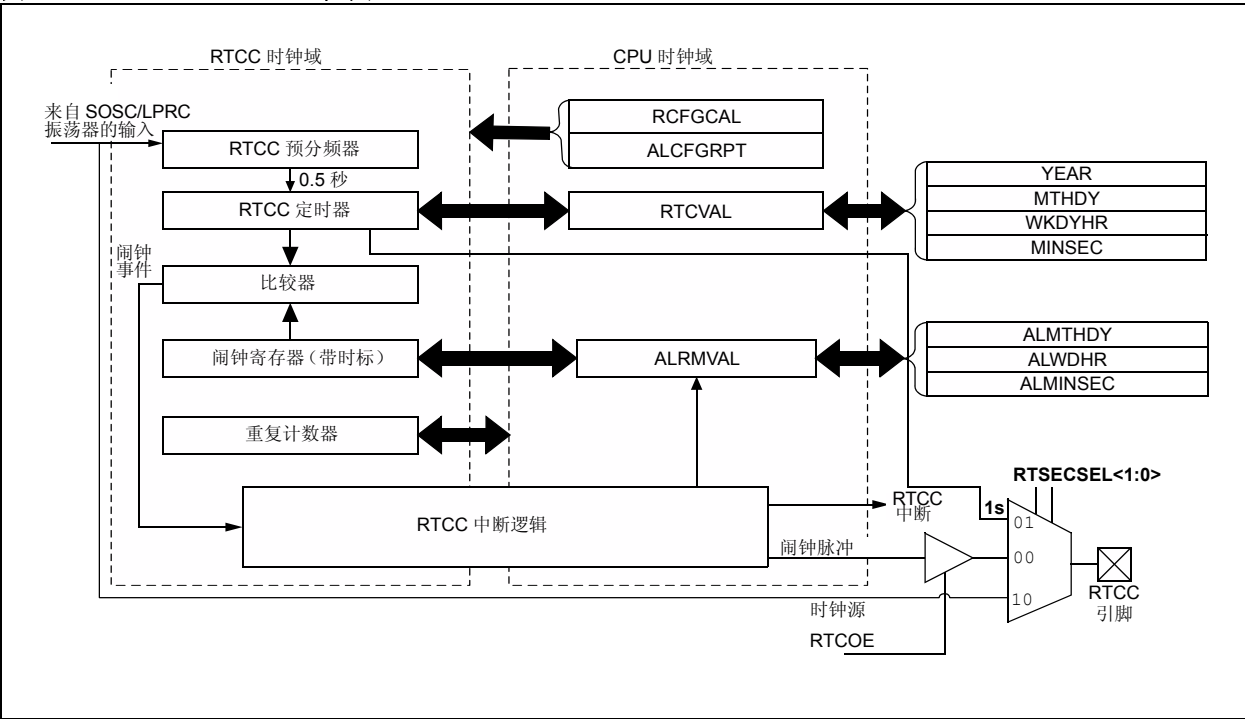 RTCC 时钟域
CPU 时钟域
来自 SOSC/LPRC
振荡器的输入
RTCC 预分频器
0.5 秒
RTCC 定时器
闹钟
事件
比较器
闹钟寄存器（带时标）
重复计数器
RTCC 中断逻辑
RCFGCAL
ALCFGRPT
RTCVAL
YEAR
MTHDY
WKDYHR
MINSEC
ALRMVAL
ALMTHDY
ALWDHR
ALMINSEC
RTSECSEL<1:0>
RTCC
中断
1s
01
闹钟脉冲
00
时钟源
10
RTCC
引脚
RTCOE